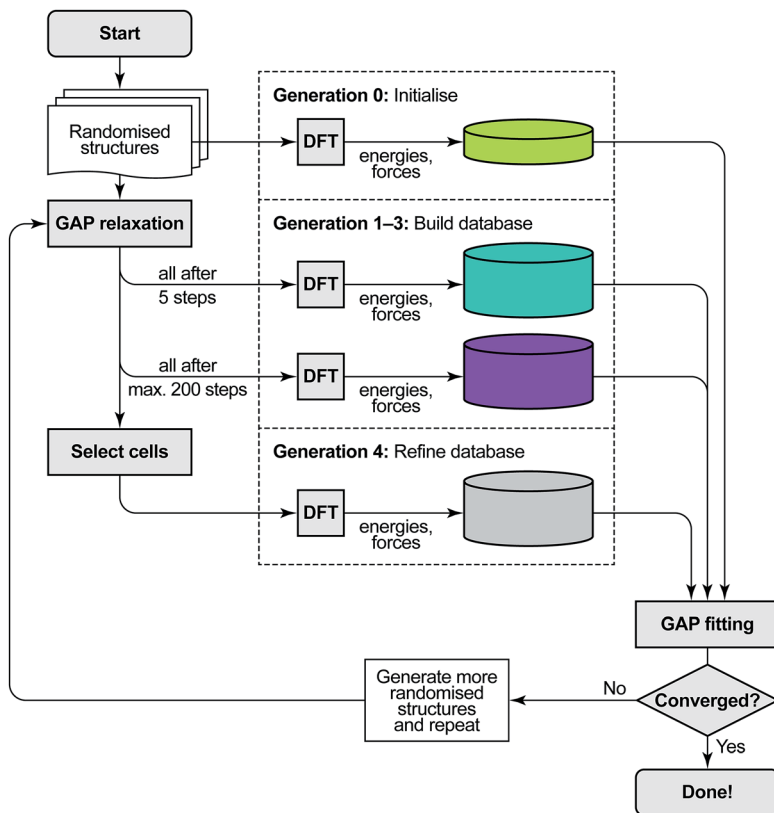 Start
Randomised
structures
Generation 0: Initialise
DFT
energies,
forces
GAP relaxation
Generation 1–3: Build database
all after
5 steps
DFT
energies,
forces
all after
max. 200 steps
DFT
energies,
forces
Select cells
Generation 4: Refine database
DFT
energies,
forces
GAP fitting
Converged?
No
Generate more
randomised
structures
and repeat
Yes
Done!